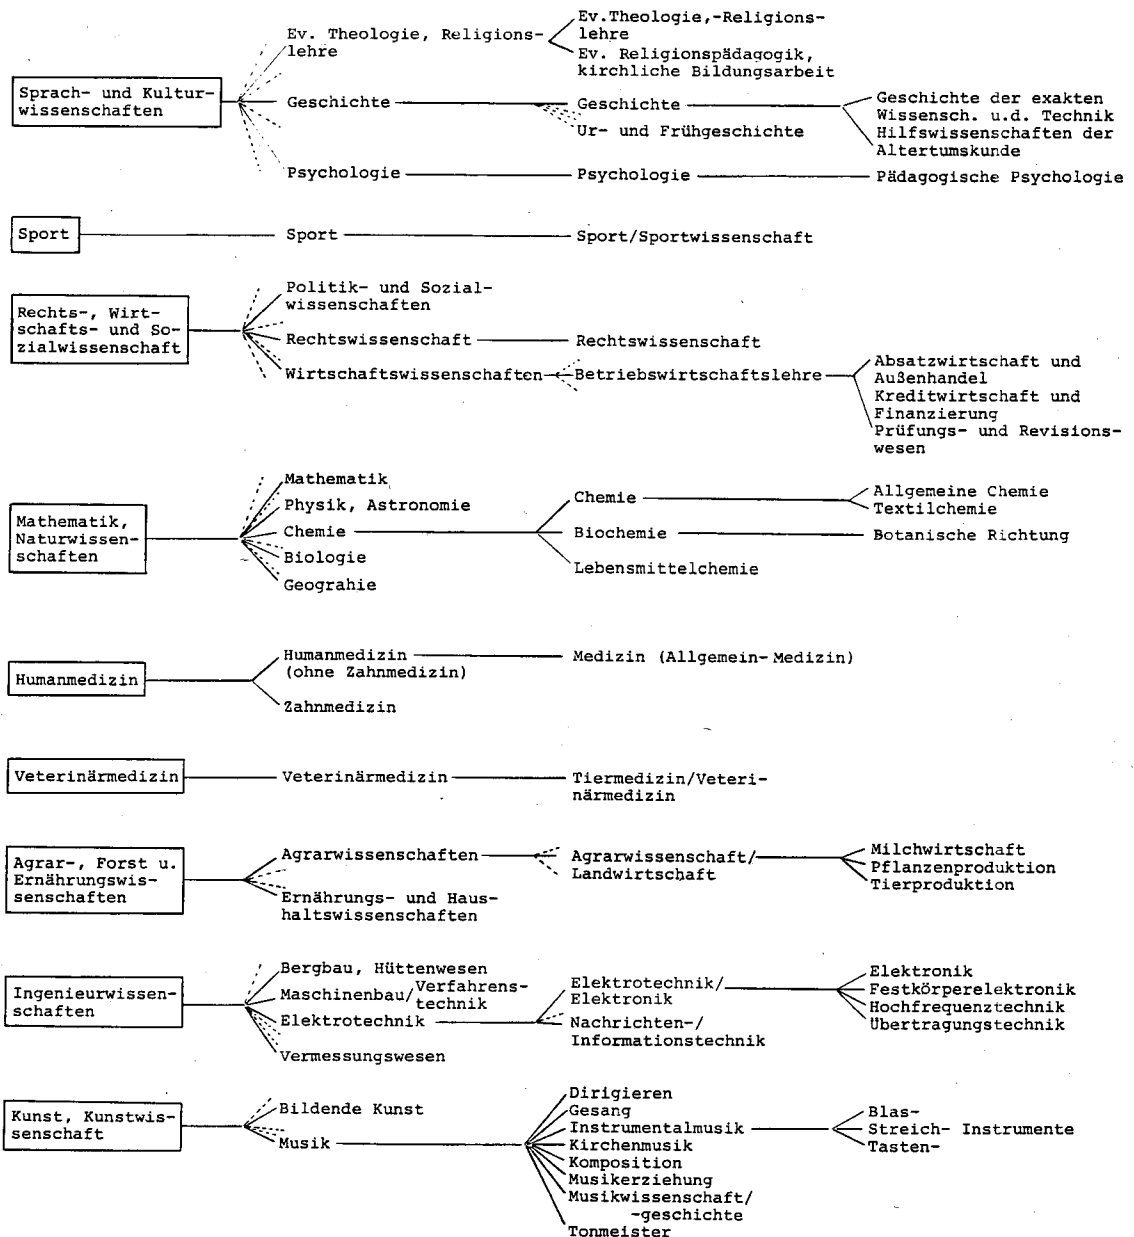 Ev. Theologie, Religions-
lehre
Ev.Theologie,-Religions-
lehre
Ev. Religionspädagogik,
kirchliche Bildungsarbeit
Sprach- und Kultur-
wissenschaften
Geschichte
Geschichte
Ur- und Frühgeschichte
Geschichte der exakten
Wissensch. u.d. Technik
Hilfswissenschaften der
Altertumskunde
Psychologie
Psychologie
Pädagogische Psychologie
Sport
Sport
Sport/Sportwissenschaft
Rechts-, Wirt-
schafts- und So-
zialwissenschaft
Politik- und Sozial-
wissenschaften
Rechtswissenschaft
Rechtswissenschaft
Wirtschaftswissenschaften
Betriebswirtschaftslehre
Absatzwirtschaft und
Außenhandel
Kreditwirtschaft und
Finanzierung
Prüfungs- und Revisions-
wesen
Mathematik,
Naturwissen-
schaften
Mathematik
Physik, Astronomie
Chemie
Biologie
Geograhie
Chemie
Biochemie
Lebensmittelchemie
Allgemeine Chemie
Textilchemie
Botanische Richtung
Humanmedizin
Humanmedizin
(ohne Zahnmedizin)
Zahnmedizin
Medizin (Allgemein-Medizin)
Veterinärmedizin
Veterinärmedizin
Tiermedizin/Veteri-
närmedizin
Agrar-, Forst u.
Ernährungswis-
senschaften
Agrarwissenschaften
Ernährungs- und Haus-
haltswissenschaften
Agrarwissenschaft/
Landwirtschaft
Milchwirtschaft
Pflanzenproduktion
Tierproduktion
Ingenieurwissen-
schaften
Bergbau, Hüttenwesen
Maschinenbau/Verfahrens-
technik
Elektrotechnik
Vermessungswesen
Elektrotechnik/
Elektronik
Nachrichten-/
Informationstechnik
Elektronik
Festkörperelektronik
Hochfrequenztechnik
Übertragungstechnik
Kunst, Kunstwis-
senschaft
Bildende Kunst
Musik
Dirigieren
Gesang
Instrumentalmusik
Kirchenmusik
Komposition
Musikerziehung
Musikwissenschaft/
-geschichte
Tonmeister
Blas-
Streich- Instrumente
Tasten-